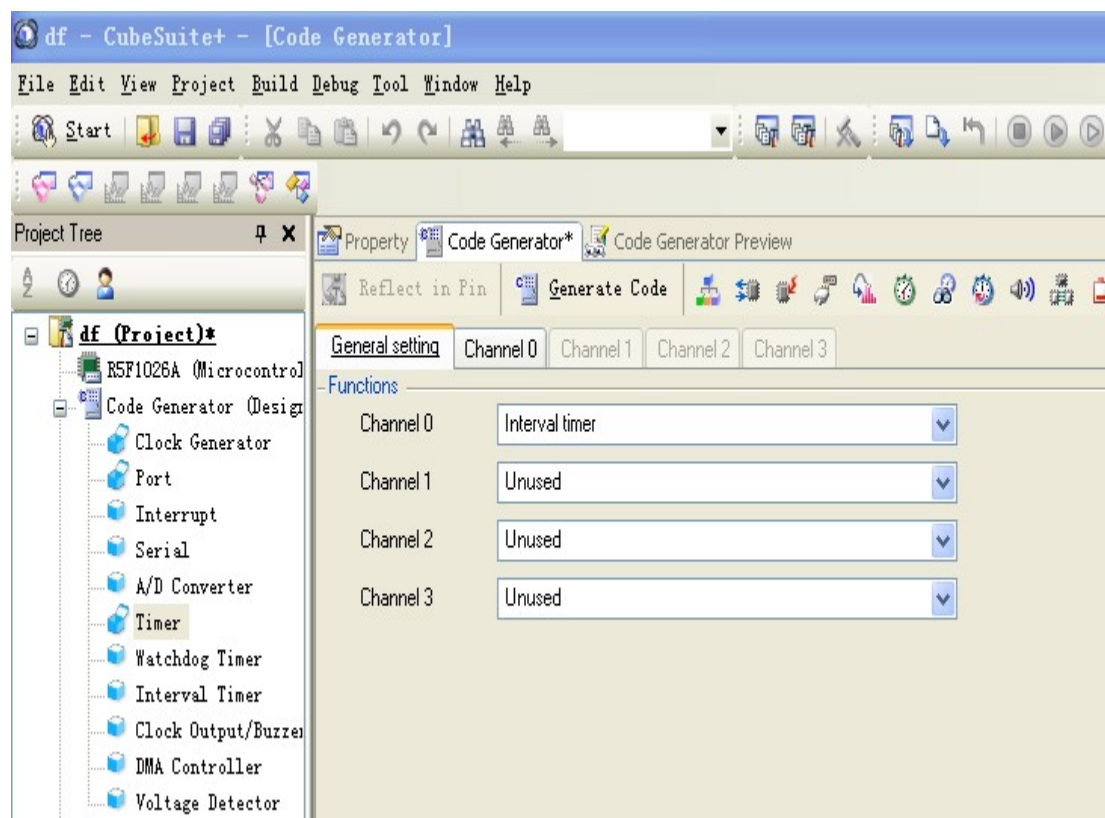 df - CubeSuite+ - [Code Generator]
File Edit View Project Build Debug Tool Window Help
Start
Project Tree
Property Code Generator* Code Generator Preview
Reflect in Pin Generate Code
df (Project)*
R5F1026A (Microcontrol
Code Generator (Design
Clock Generator
Port
Interrupt
Serial
A/D Converter
Timer
Watchdog Timer
Interval Timer
Clock Output/Buzzer
DMA Controller
Voltage Detector
General setting Channel 0 Channel 1 Channel 2 Channel 3
Functions
Channel 0 Interval timer
Channel 1 Unused
Channel 2 Unused
Channel 3 Unused